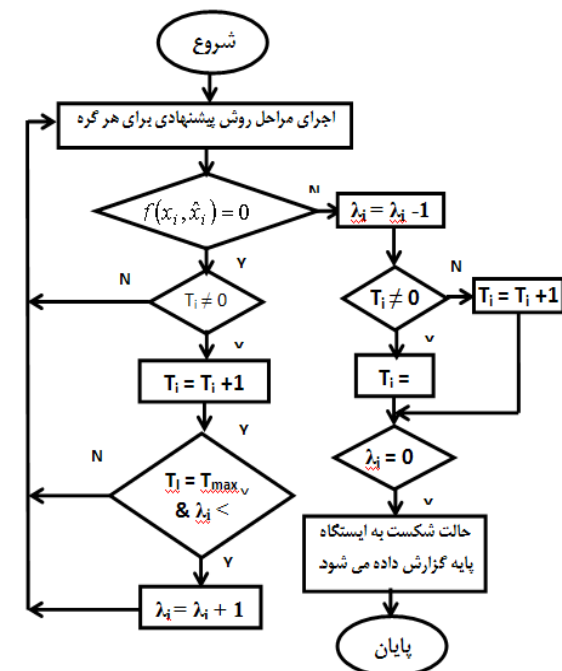 شروع
اجرای مراحل روش پیشنهادی برای هر گره
f(xᵢ, x̂ᵢ) = 0
N
λᵢ = λᵢ -1
Y
Tᵢ ≠ 0
N
Y
Tᵢ = Tᵢ +1
Y
Tᵢ = Tₘₐₓ
& λᵢ <
N
Y
λᵢ = λᵢ + 1
Tᵢ ≠ 0
N
Tᵢ = Tᵢ +1
Y
Tᵢ =
λᵢ = 0
Y
حالت شکست به ایستگاه
پایه گزارش داده می شود.
پایان